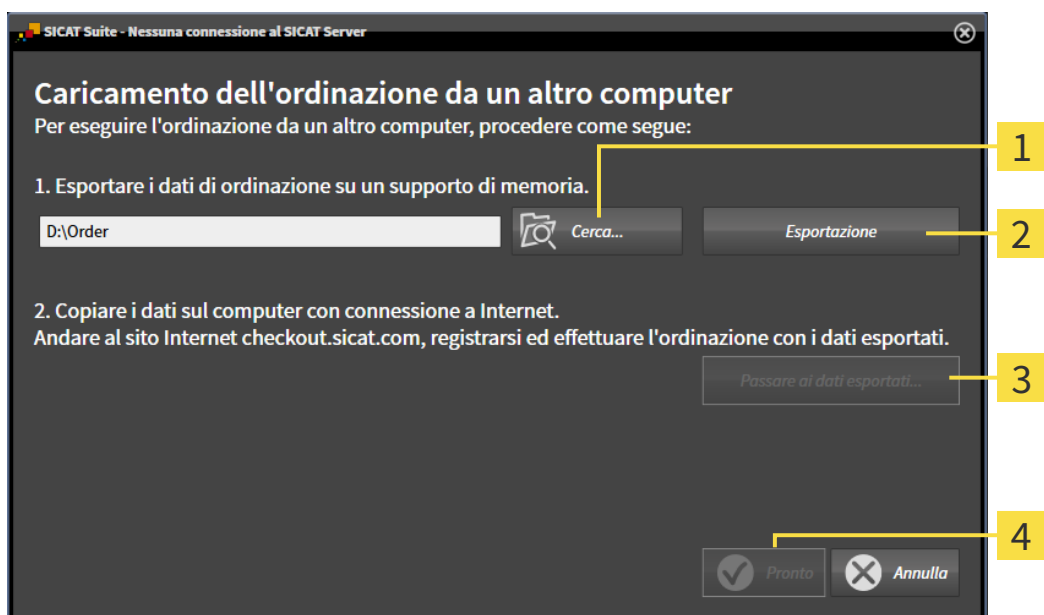 SICAT Suite - Nessuna connessione al SICAT Server
Caricamento dell'ordinazione da un altro computer
Per eseguire l'ordinazione da un altro computer, procedere come segue:
1
1. Esportare i dati di ordinazione su un supporto di memoria.
D:\Order
Cerca...
Esportazione
2
2. Copiare i dati sul computer con connessione a Internet.
Andare al sito Internet checkout.sicat.com, registrarsi ed effettuare l'ordinazione con i dati esportati.
Passare ai dati esportati...
3
4
Pronto
Annulla